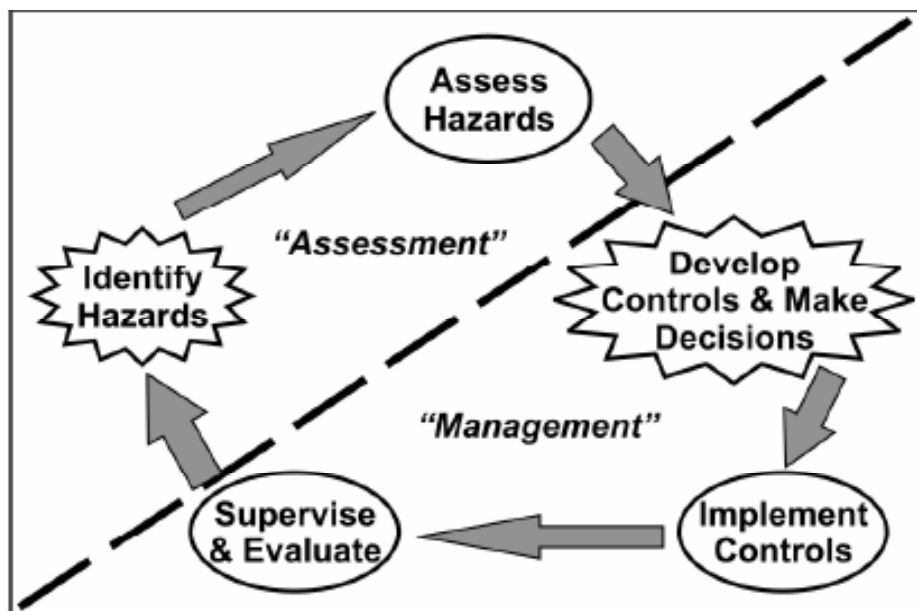 Assess
Hazards
“Assessment”
Identify
Hazards
Develop
Controls & Make
Decisions
“Management”
Supervise
& Evaluate
Implement
Controls